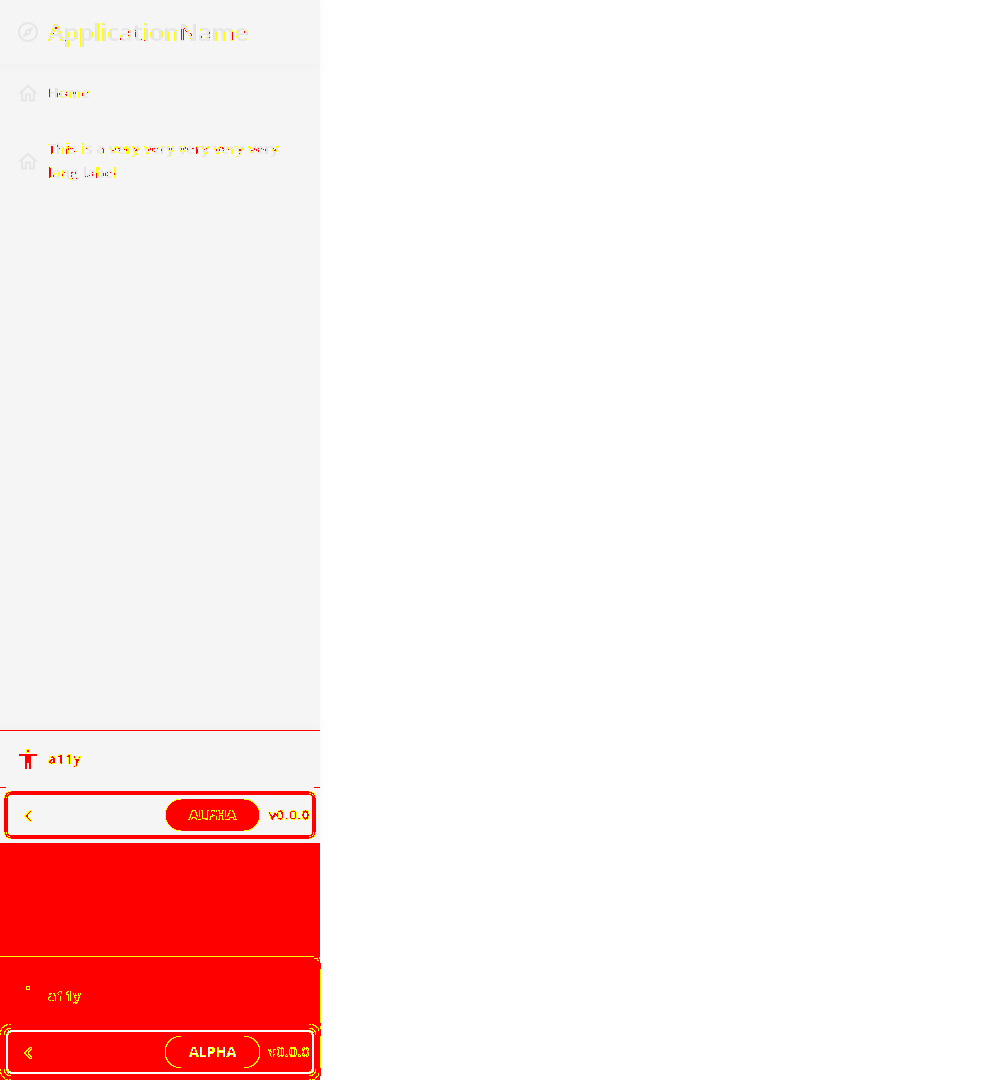 ApplicationName
Home
This is a very very very very very
long label
a11y
ALPHA
v0.0.0
a11y
ALPHA
v0.0.0